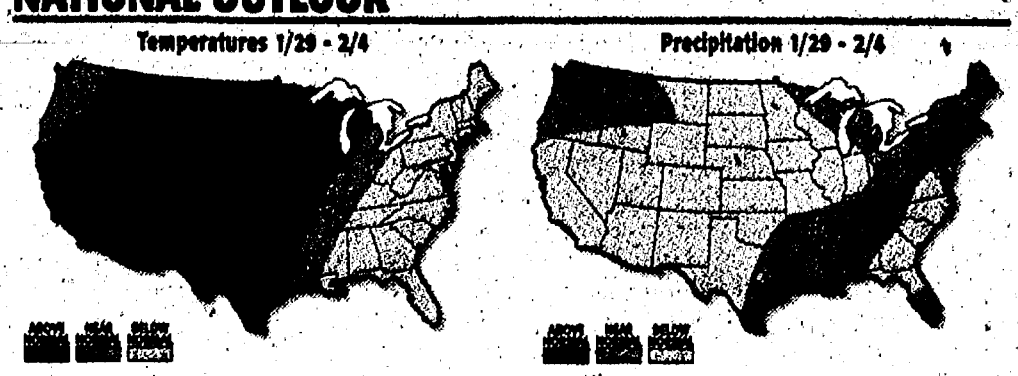 NATIONAL OUTLOOK
Temperatures 1/29 - 2/4
Precipitation 1/29 - 2/4
ABOVE NEAR BELOW
NORMAL NORMAL NORMAL
ABOVE NEAR BELOW
NORMAL NORMAL NORMAL